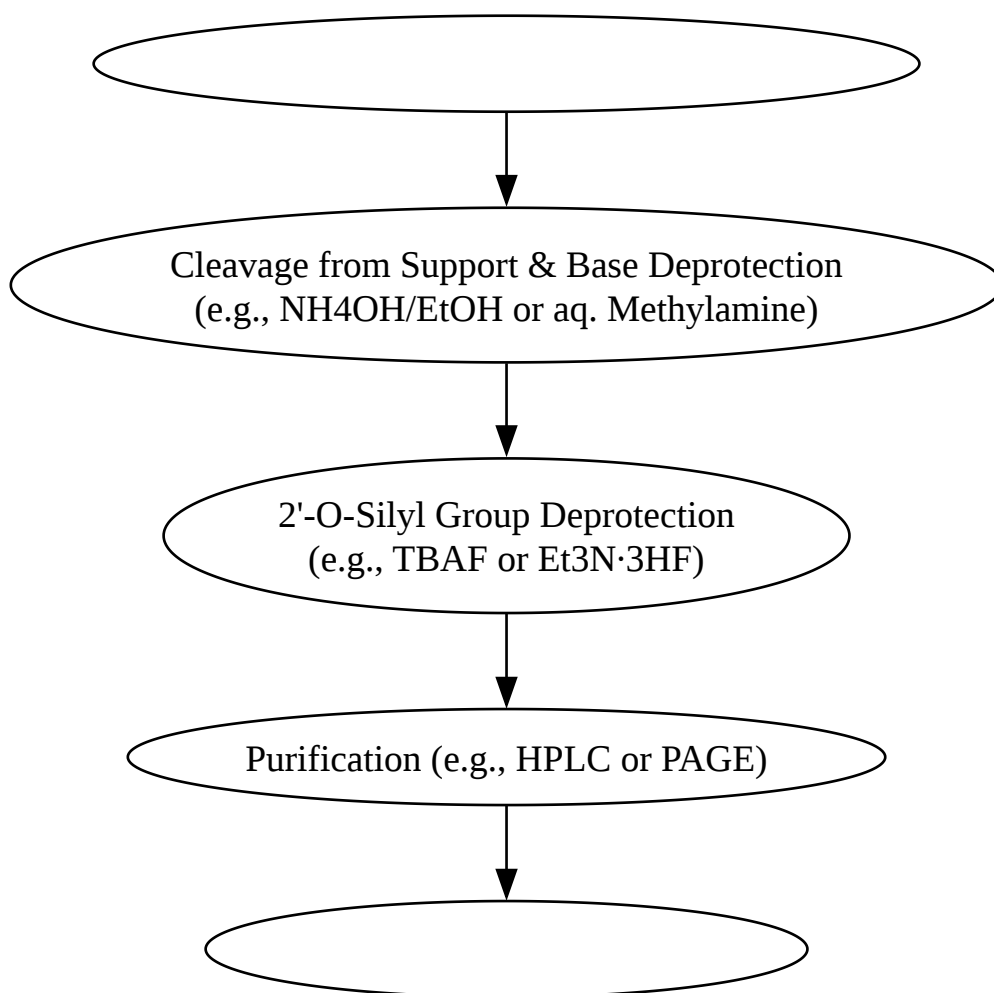 Cleavage from Support & Base Deprotection
(e.g., NH4OH/EtOH or aq. Methylamine)
2'-O-Silyl Group Deprotection
(e.g., TBAF or Et3N·3HF)
Purification (e.g., HPLC or PAGE)